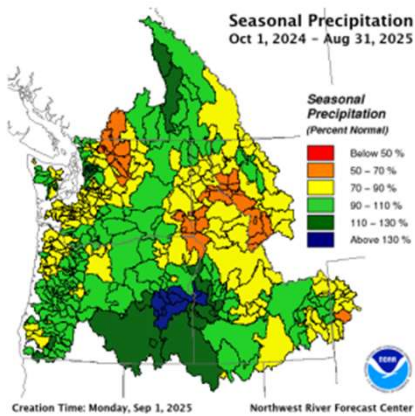 Seasonal Precipitation
Oct 1, 2024 - Aug 31, 2025
Seasonal
Precipitation
(Percent Normal)
Below 50 %
50 - 70 %
70 - 90 %
90 - 110 %
110 - 130 %
Above 130 %
Creation Time: Monday, Sep 1, 2025
Northwest River Forecast Center